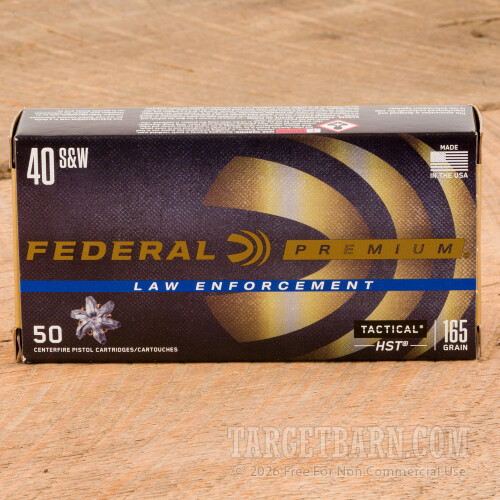 40 S&W
MADE
IN THE USA
FEDERAL PREMIUM®
LAW ENFORCEMENT
50
CENTERFIRE PISTOL CARTRIDGES/CARTOUCHES
TACTICAL®
HST®
165
GRAIN
TARGETBARN.COM
© 2026 Free For Non Commercial Use